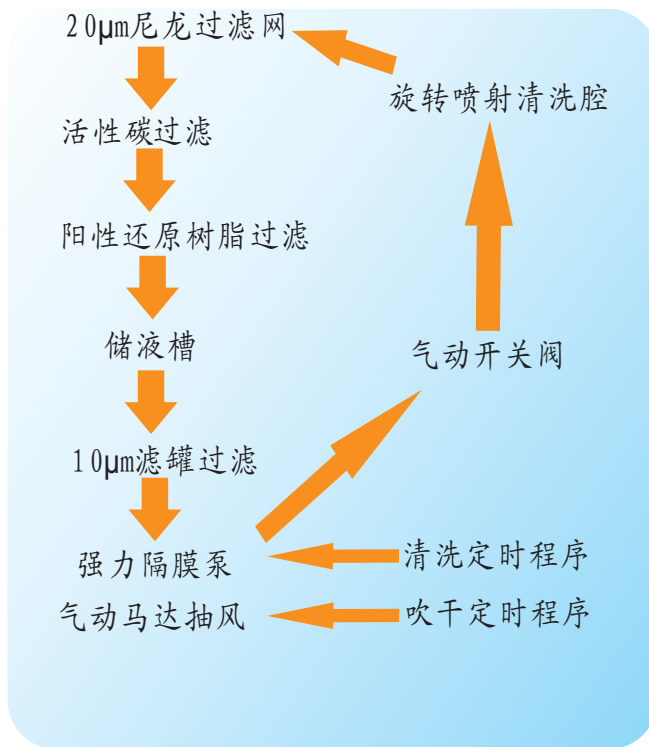 20μm尼龙过滤网
旋转喷射清洗腔
活性碳过滤
阳性还原树脂过滤
储液槽
气动开关阀
10μm滤罐过滤
强力隔膜泵
清洗定时程序
气动马达抽风
吹干定时程序